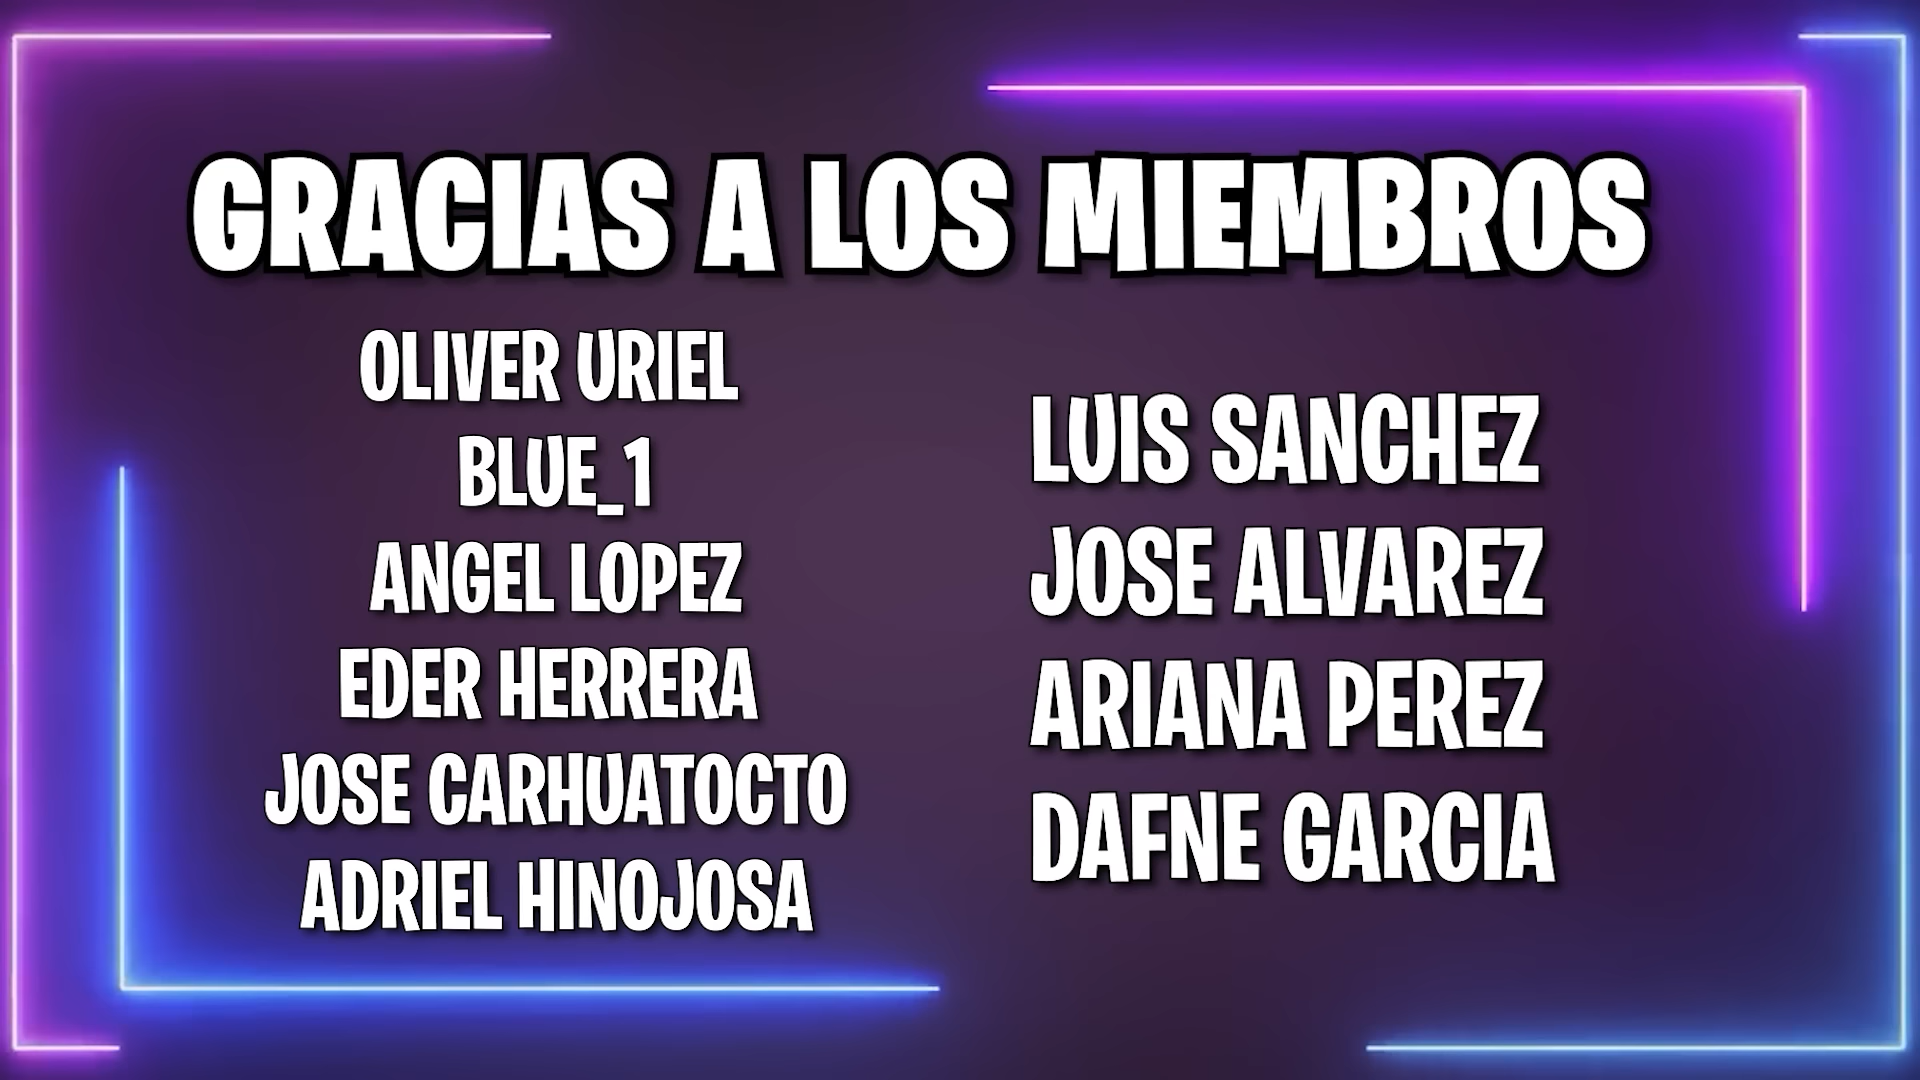 GRACIAS A LOS MIEMBROS
OLIVER URIEL
BLUE_1
ANGEL LOPEZ
EDER HERRERA
JOSE CARHUATOCTO
ADRIEL HINOJOSA
LUIS SANCHEZ
JOSE ALVAREZ
ARIANA PEREZ
DAFNE GARCIA